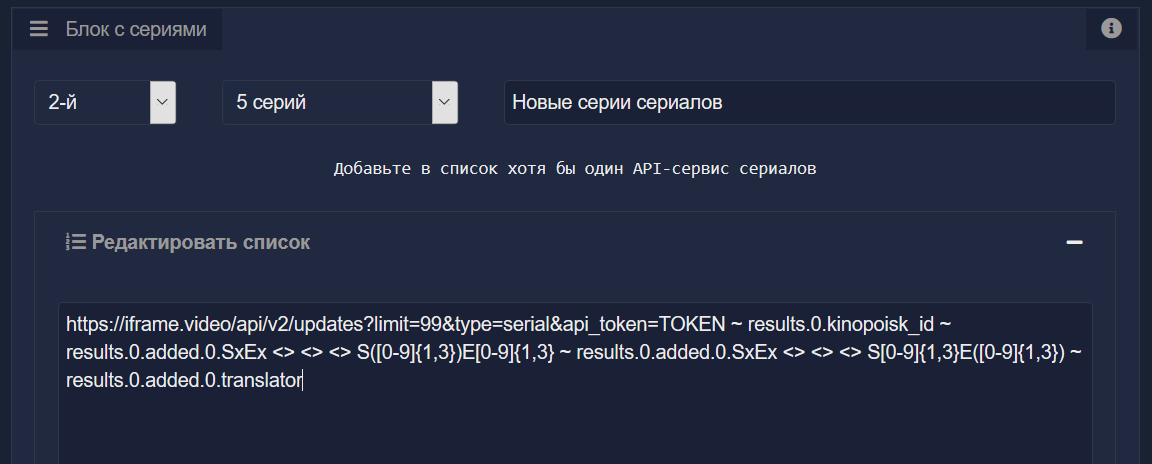 Блок с сериями
2-й 5 серий Новые серии сериалов
Добавьте в список хотя бы один API-сервис сериалов
Редактировать список
https://iframe.video/api/v2/updates?limit=99&type=serial&api_token=TOKEN ~ results.0.kinopoisk_id ~
results.0.added.0.SxEx <> <> <> S([0-9]{1,3})E[0-9]{1,3} ~ results.0.added.0.SxEx <> <> <> S[0-9]{1,3}E([0-9]{1,3}) ~
results.0.added.0.translator